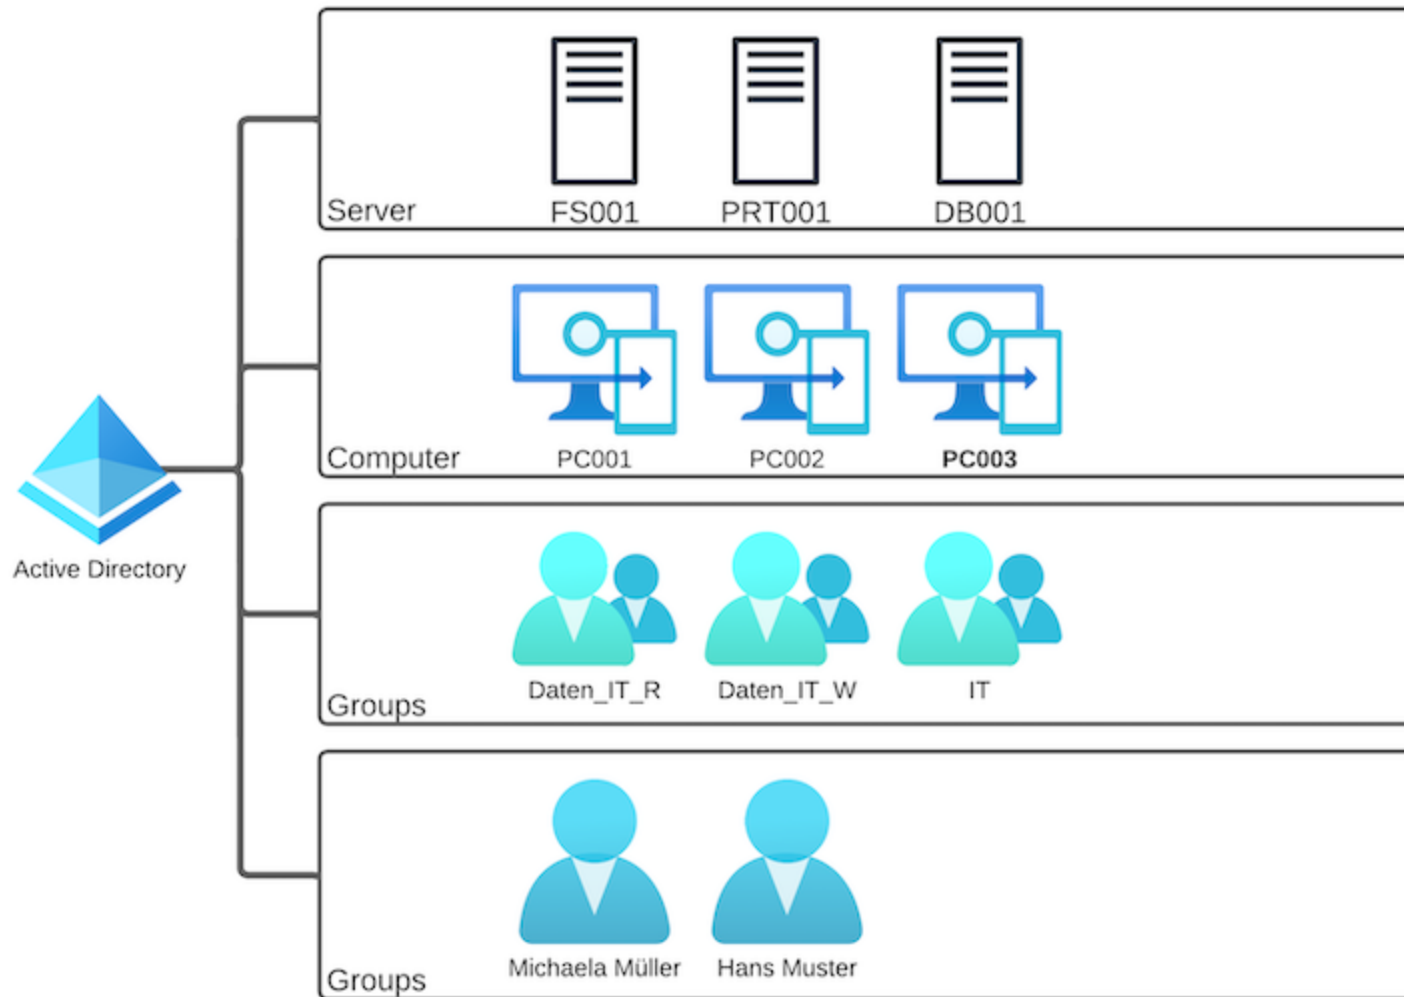 FS001
PRT001
DB001
Server
PC001
PC002
PC003
Computer
Active Directory
Daten_IT_R
Daten_IT_W
IT
Groups
Michaela Müller
Hans Muster
Groups